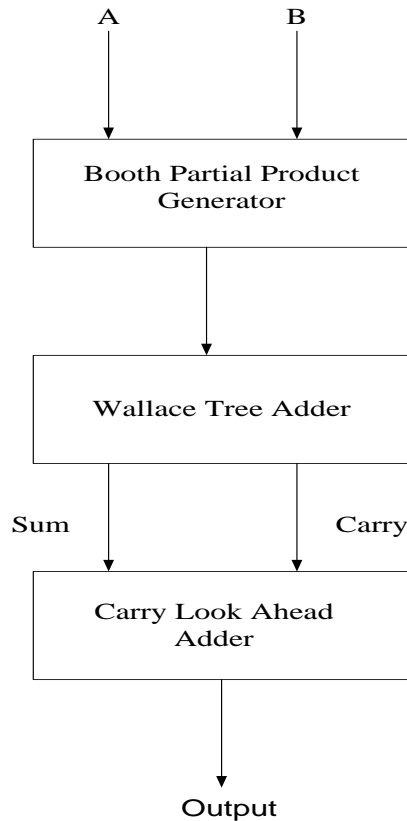 A B
Booth Partial Product
Generator
Wallace Tree Adder
Sum Carry
Carry Look Ahead
Adder
Output